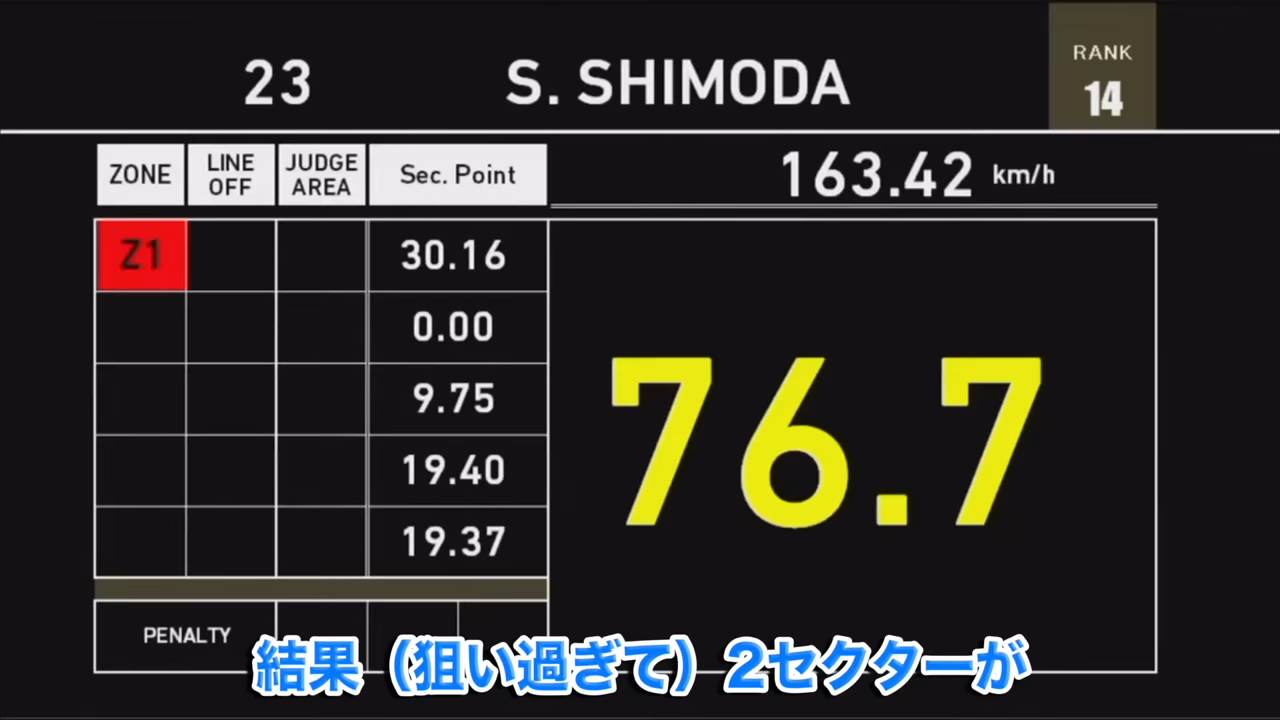 23 S. SHIMODA
RANK
14
ZONE LINE OFF JUDGE AREA Sec. Point 163.42 km/h
Z1 30.16
0.00
9.75
19.40
19.37
76.7
PENALTY
結果（狙い過ぎて）2セクターが